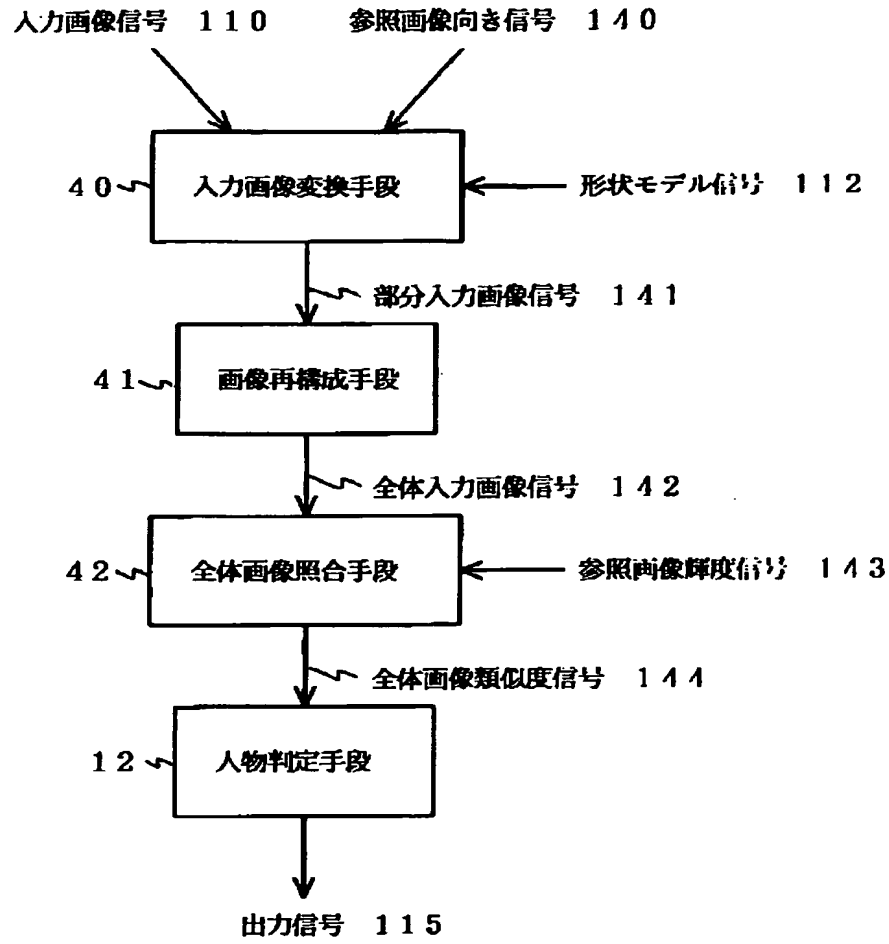 入力画像信号 １１０
参照画像向き信号 １４０
４０
入力画像変換手段
形状モデル信号 １１２
部分入力画像信号 １４１
４１
画像再構成手段
全体入力画像信号 １４２
４２
全体画像照合手段
参照画像輝度信号 １４３
全体画像類似度信号 １４４
１２
人物判定手段
出力信号 １１５